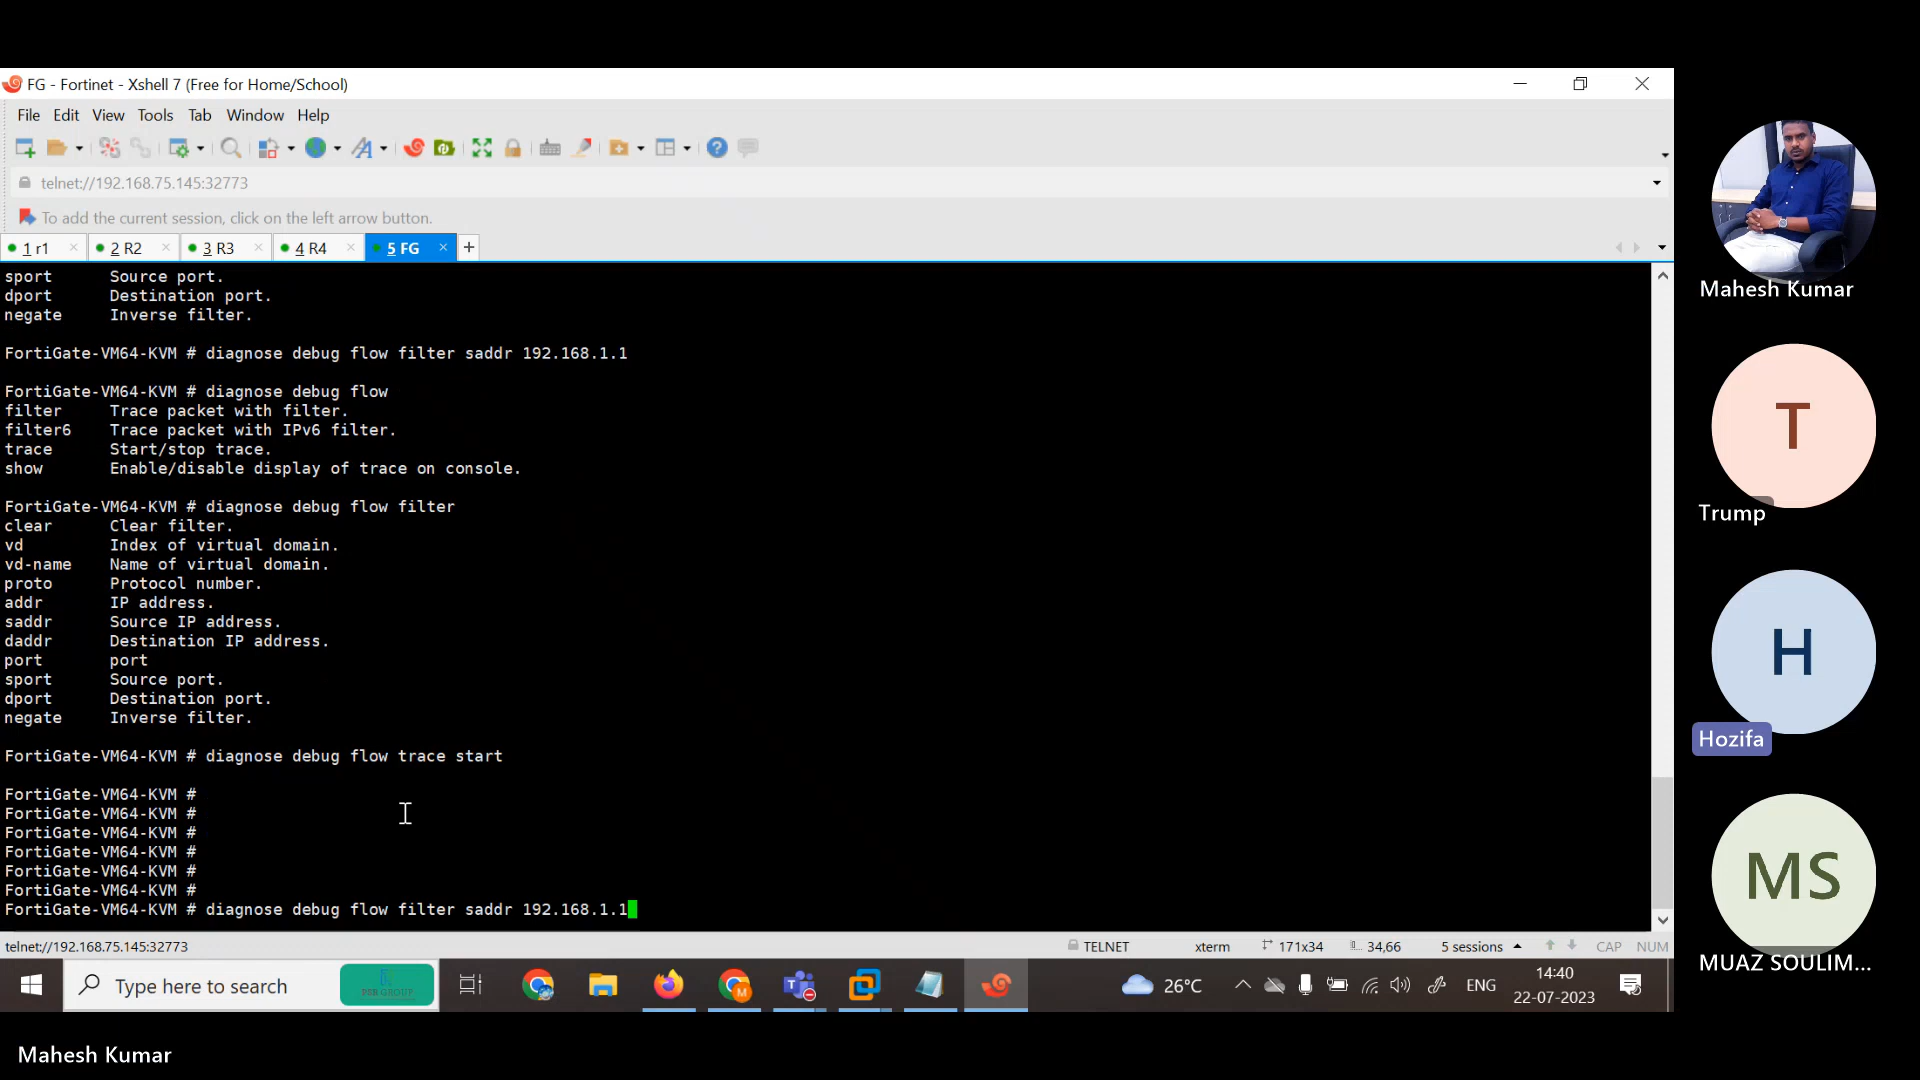 FG - Fortinet - Xshell 7 (Free for Home/School)
File Edit View Tools Tab Window Help
telnet://192.168.75.145:32773
To add the current session, click on the left arrow button.
1 r1 2 R2 3 R3 4 R4 5 FG
sport Source port.
dport Destination port.
negate Inverse filter.
FortiGate-VM64-KVM # diagnose debug flow filter saddr 192.168.1.1
FortiGate-VM64-KVM # diagnose debug flow
filter Trace packet with filter.
filter6 Trace packet with IPv6 filter.
trace Start/stop trace.
show Enable/disable display of trace on console.
FortiGate-VM64-KVM # diagnose debug flow filter
clear Clear filter.
vd Index of virtual domain.
vd-name Name of virtual domain.
proto Protocol number.
addr IP address.
saddr Source IP address.
daddr Destination IP address.
port port
sport Source port.
dport Destination port.
negate Inverse filter.
FortiGate-VM64-KVM # diagnose debug flow trace start
FortiGate-VM64-KVM #
FortiGate-VM64-KVM #
FortiGate-VM64-KVM #
FortiGate-VM64-KVM #
FortiGate-VM64-KVM #
FortiGate-VM64-KVM #
FortiGate-VM64-KVM # diagnose debug flow filter saddr 192.168.1.1
telnet://192.168.75.145:32773 TELNET xterm 171x34 34,66 5 sessions CAP NUM
Type here to search PSR GROUP 26°C ENG 14:40
22-07-2023
Mahesh Kumar
T
Trump
H
Hozifa
MS
MUAZ SOULIM...
Mahesh Kumar